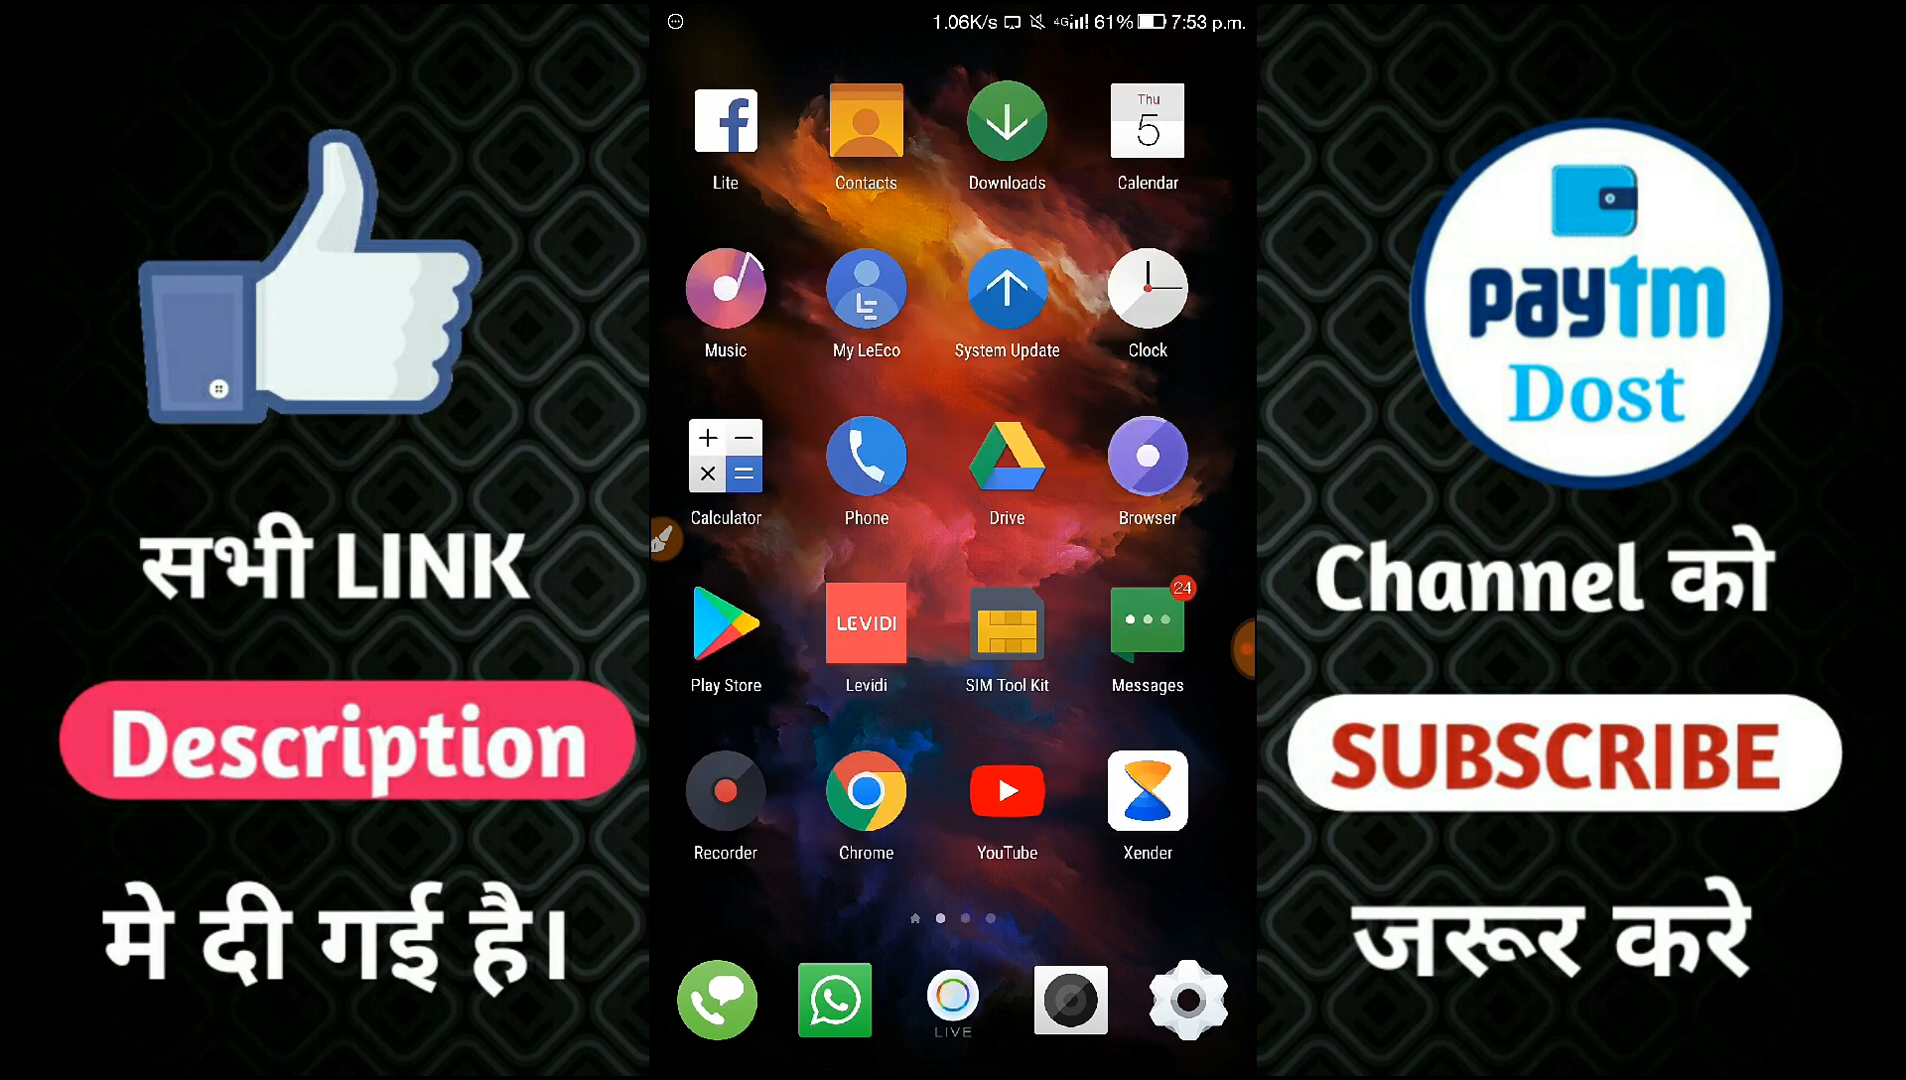 1.06K/s 4G 61% 7:53 p.m.
Lite
Contacts
Downloads
Thu
5
Calendar
Music
My LeEco
System Update
Clock
Calculator
Phone
Drive
Browser
LEVIDI
24
Play Store
Levidi
SIM Tool Kit
Messages
Recorder
Chrome
YouTube
Xender
LIVE
सभी LINK
Description
मे दी गई है।
paytm
Dost
Channel को
SUBSCRIBE
जरूर करे